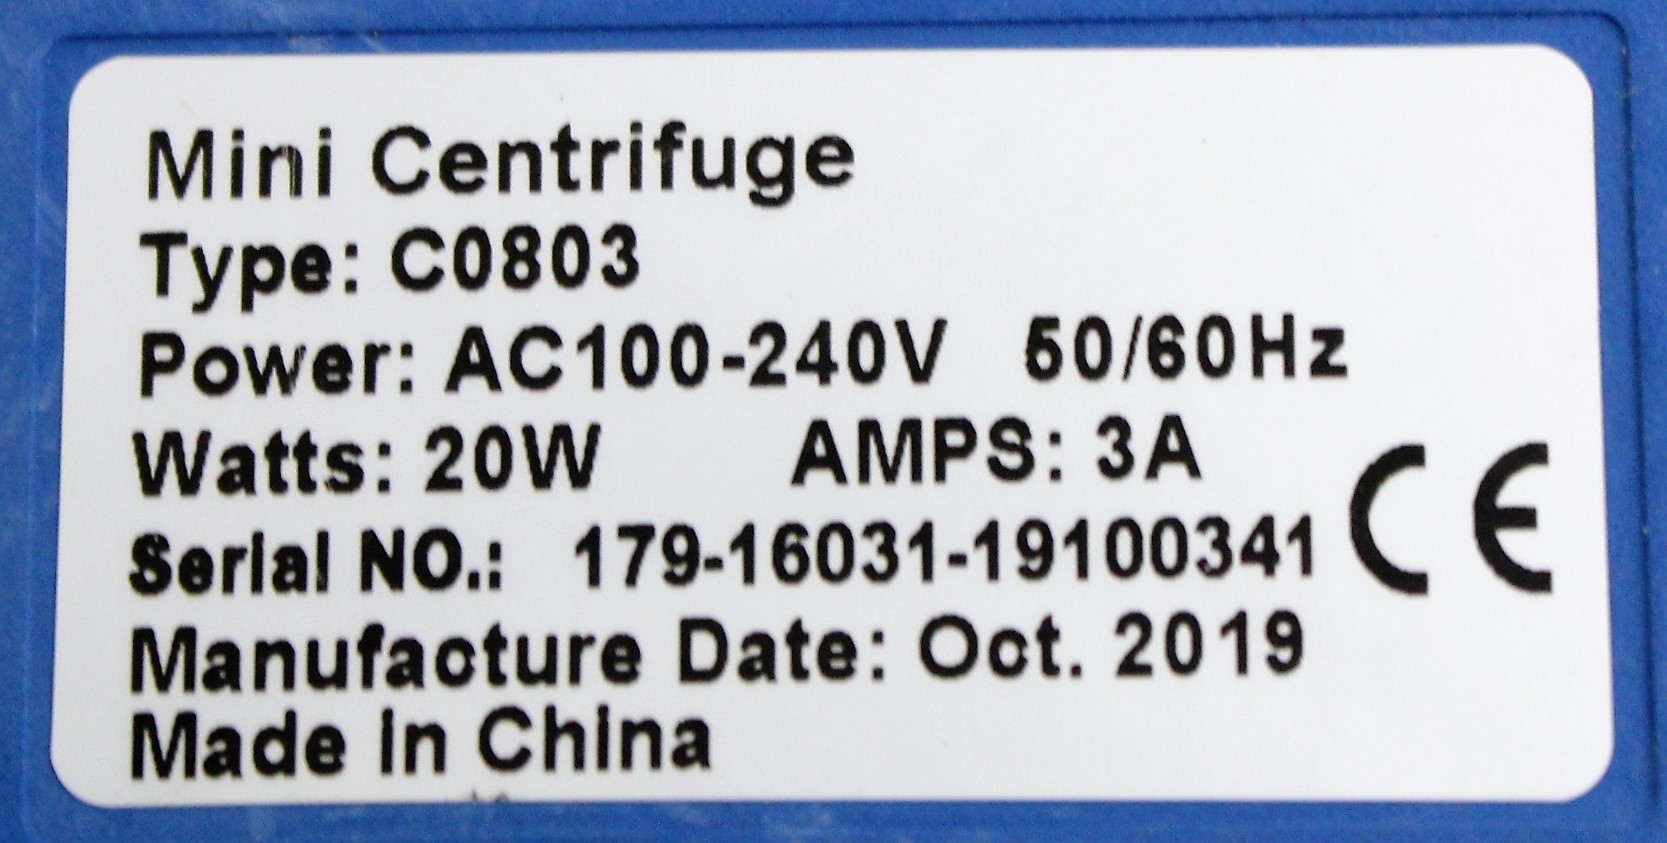 Mini Centrifuge
Type: C0803
Power: AC100-240V 50/60Hz
Watts: 20W AMPS: 3A
Serial NO.: 179-16031-19100341
CE
Manufacture Date: Oct. 2019
Made in China